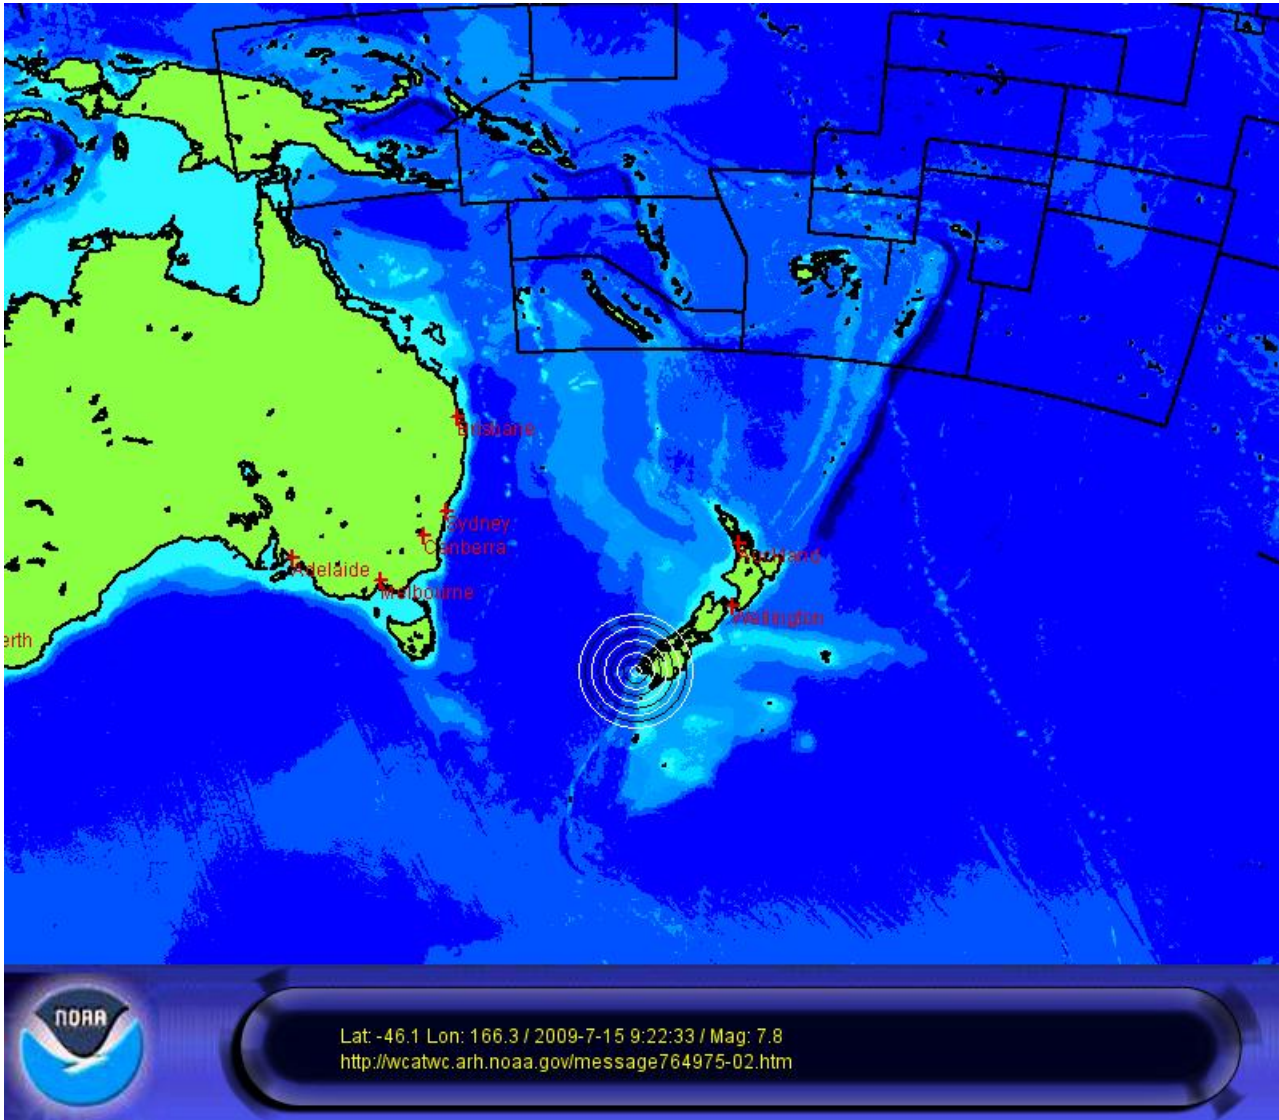 Brisbane
Sydney
Canberra
Adelaide
Melbourne
Auckland
Wellington
erth
NOAA
Lat: -46.1 Lon: 166.3 / 2009-7-15 9:22:33 / Mag: 7.8
http://wcatwc.arh.noaa.gov/message764975-02.htm